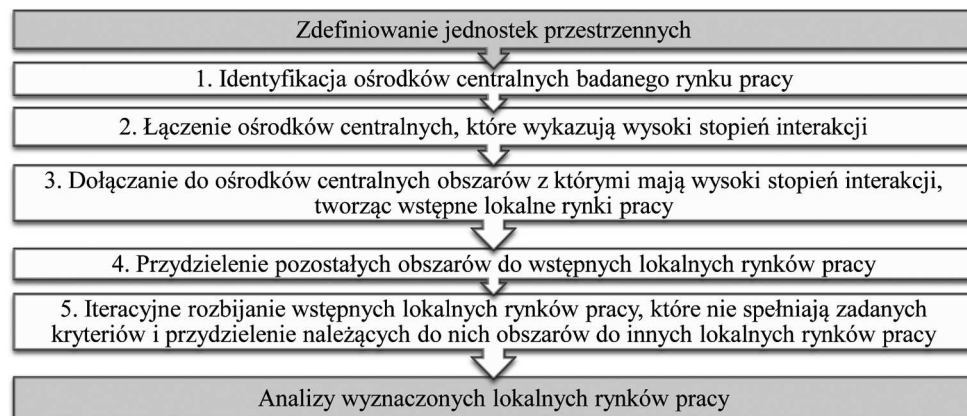 Zdefiniowanie jednostek przestrzennych
1. Identyfikacja ośrodków centralnych badanego rynku pracy
2. Łączenie ośrodków centralnych, które wykazują wysoki stopień interakcji
3. Dołączanie do ośrodków centralnych obszarów z którymi mają wysoki stopień interakcji,
tworząc wstępne lokalne rynki pracy
4. Przydzielenie pozostałych obszarów do wstępnych lokalnych rynków pracy
5. Iteracyjne rozbijanie wstępnych lokalnych rynków pracy, które nie spełniają zadanych
kryteriów i przydzielenie należących do nich obszarów do innych lokalnych rynków pracy
Analizy wyznaczonych lokalnych rynków pracy